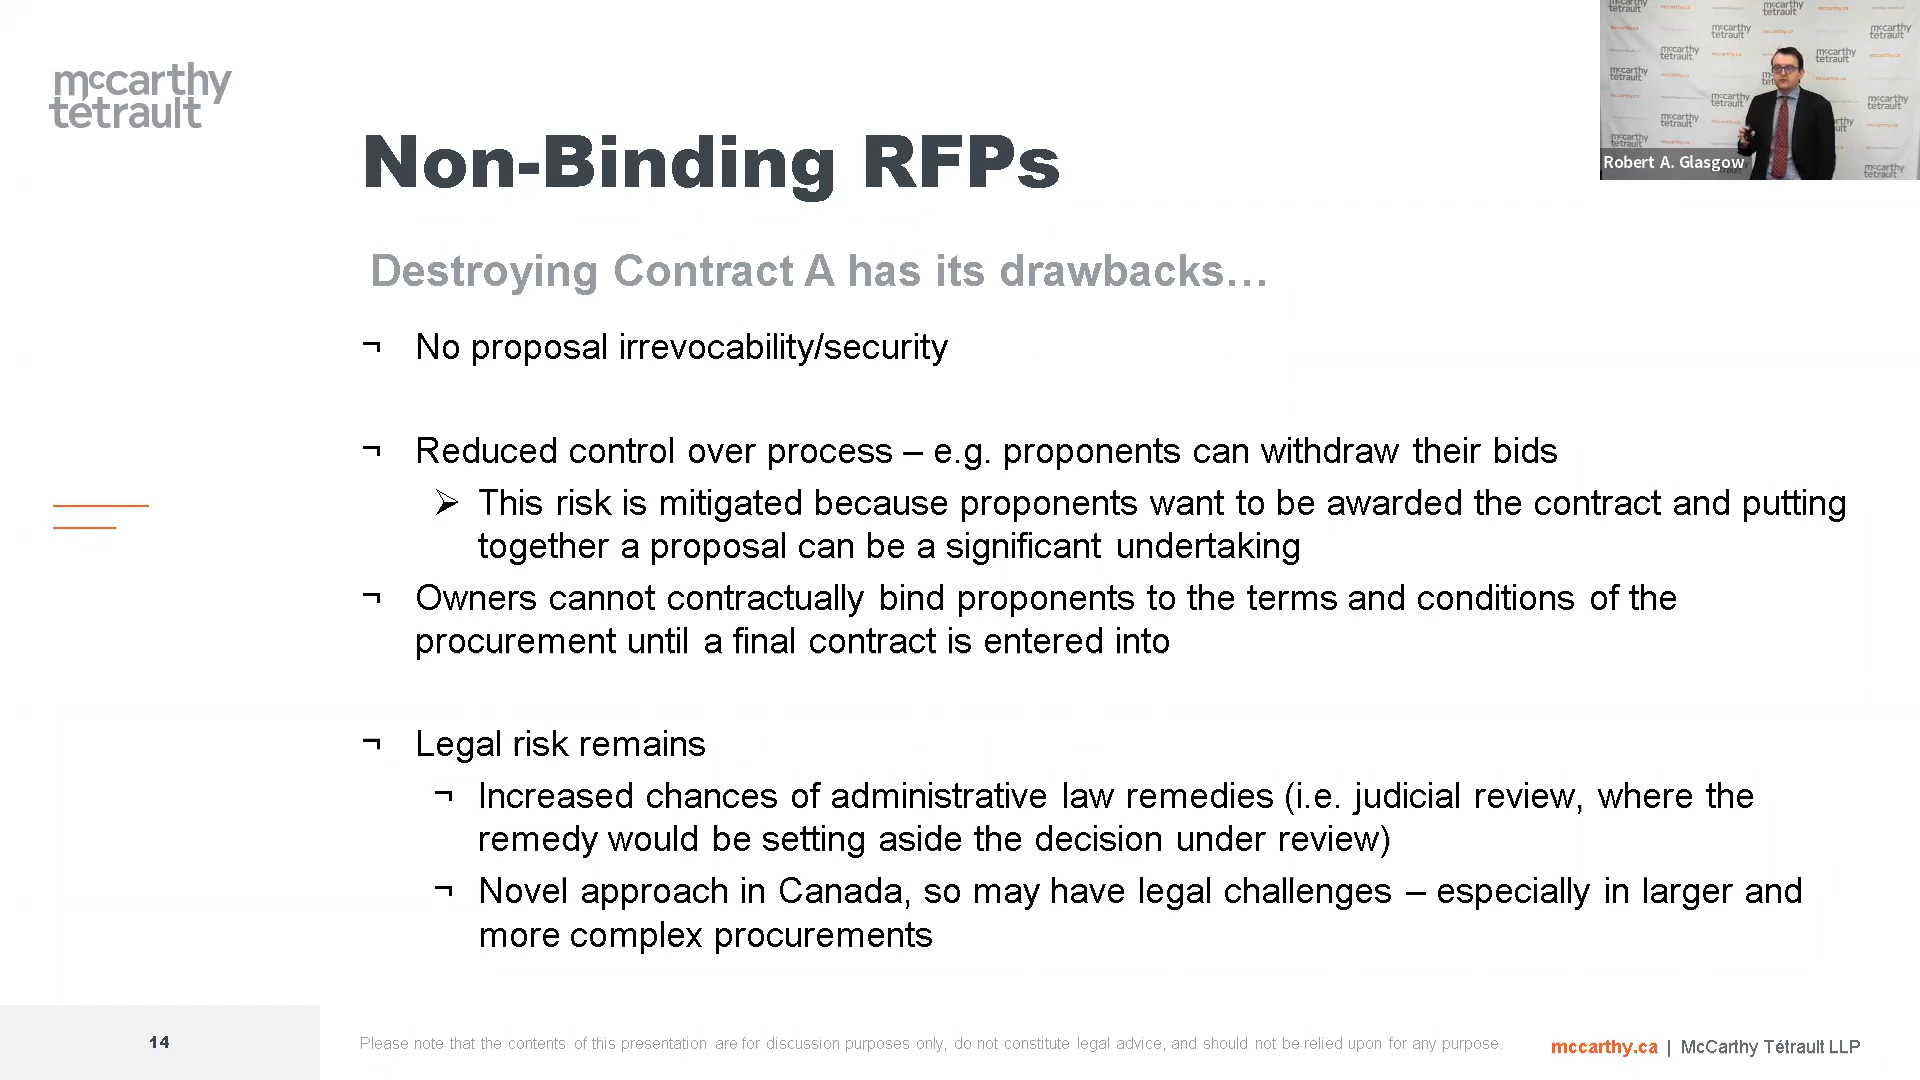 mccarthy
tetrault
Robert A. Glasgow
Non-Binding RFPs
Destroying Contract A has its drawbacks…
¬ No proposal irrevocability/security
¬ Reduced control over process – e.g. proponents can withdraw their bids
➢ This risk is mitigated because proponents want to be awarded the contract and putting
together a proposal can be a significant undertaking
¬ Owners cannot contractually bind proponents to the terms and conditions of the
procurement until a final contract is entered into
¬ Legal risk remains
¬ Increased chances of administrative law remedies (i.e. judicial review, where the
remedy would be setting aside the decision under review)
¬ Novel approach in Canada, so may have legal challenges – especially in larger and
more complex procurements
14
Please note that the contents of this presentation are for discussion purposes only, do not constitute legal advice, and should not be relied upon for any purpose.
mccarthy.ca | McCarthy Tétrault LLP